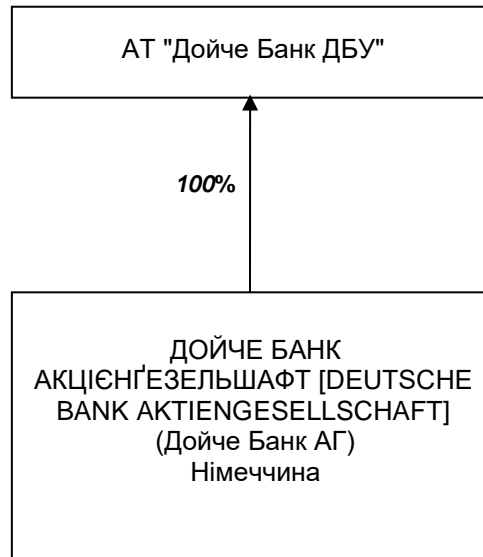 АТ "Дойче Банк ДБУ"
100%
ДОЙЧЕ БАНК
АКЦІЄНҐЕЗЕЛЬШАФТ [DEUTSCHE
BANK AKTIENGESELLSCHAFT]
(Дойче Банк АГ)
Німеччина